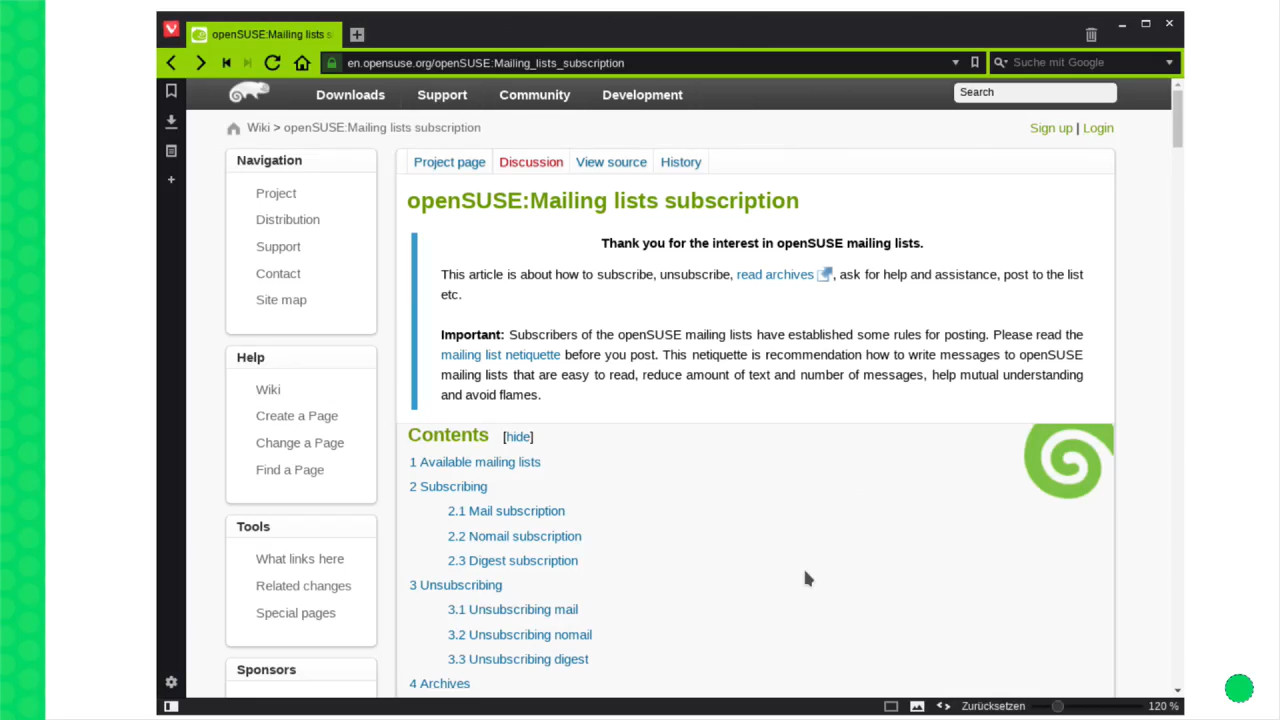 openSUSE:Mailing lists s
en.opensuse.org/openSUSE:Mailing_lists_subscription
Suche mit Google
Downloads
Support
Community
Development
Search
Wiki > openSUSE:Mailing lists subscription
Sign up | Login
Navigation
Project
Distribution
Support
Contact
Site map
Help
Wiki
Create a Page
Change a Page
Find a Page
Tools
What links here
Related changes
Special pages
Sponsors
Project page
Discussion
View source
History
openSUSE:Mailing lists subscription
Thank you for the interest in openSUSE mailing lists.
This article is about how to subscribe, unsubscribe, read archives, ask for help and assistance, post to the list
etc.
Important: Subscribers of the openSUSE mailing lists have established some rules for posting. Please read the
mailing list netiquette before you post. This netiquette is recommendation how to write messages to openSUSE
mailing lists that are easy to read, reduce amount of text and number of messages, help mutual understanding
and avoid flames.
Contents [hide]
1 Available mailing lists
2 Subscribing
2.1 Mail subscription
2.2 Nomail subscription
2.3 Digest subscription
3 Unsubscribing
3.1 Unsubscribing mail
3.2 Unsubscribing nomail
3.3 Unsubscribing digest
4 Archives
Zurücksetzen
120 %